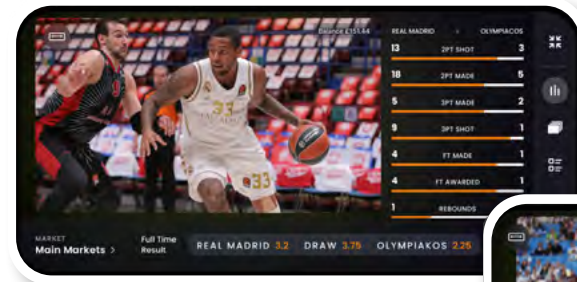 Balance £151.64
REAL MADRID OLYMPIACOS
13 2PT SHOT 3
18 2PT MADE 5
5 3PT MADE 2
9 3PT SHOT 1
4 FT MADE 1
4 FT AWARDED 1
1 REBOUNDS
33
33
MARKET
Main Markets >
Full Time
Result
REAL MADRID 3.2 DRAW 3.75 OLYMPIAKOS 2.25